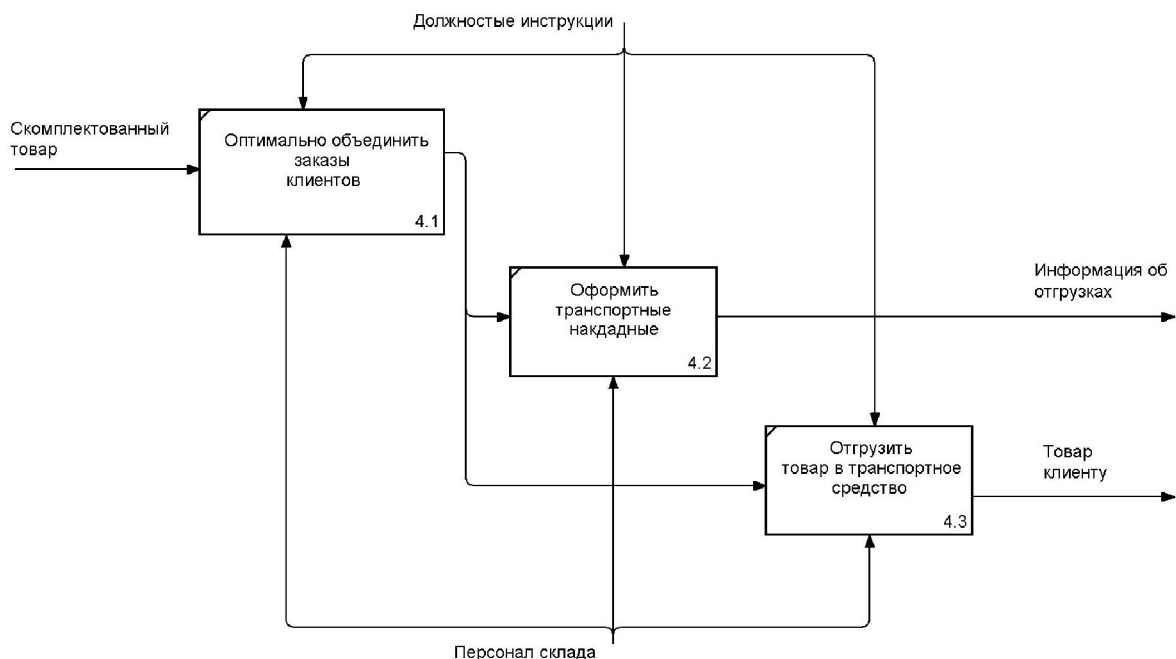 Должностые инструкции
Скомплектованный
товар
Оптимально объединить
заказы
клиентов
4.1
Оформить
транспортные
накдадные
4.2
Информация об
отгрузках
Отгрузить
товар в транспортное
средство
4.3
Товар
клиенту
Персонал склада